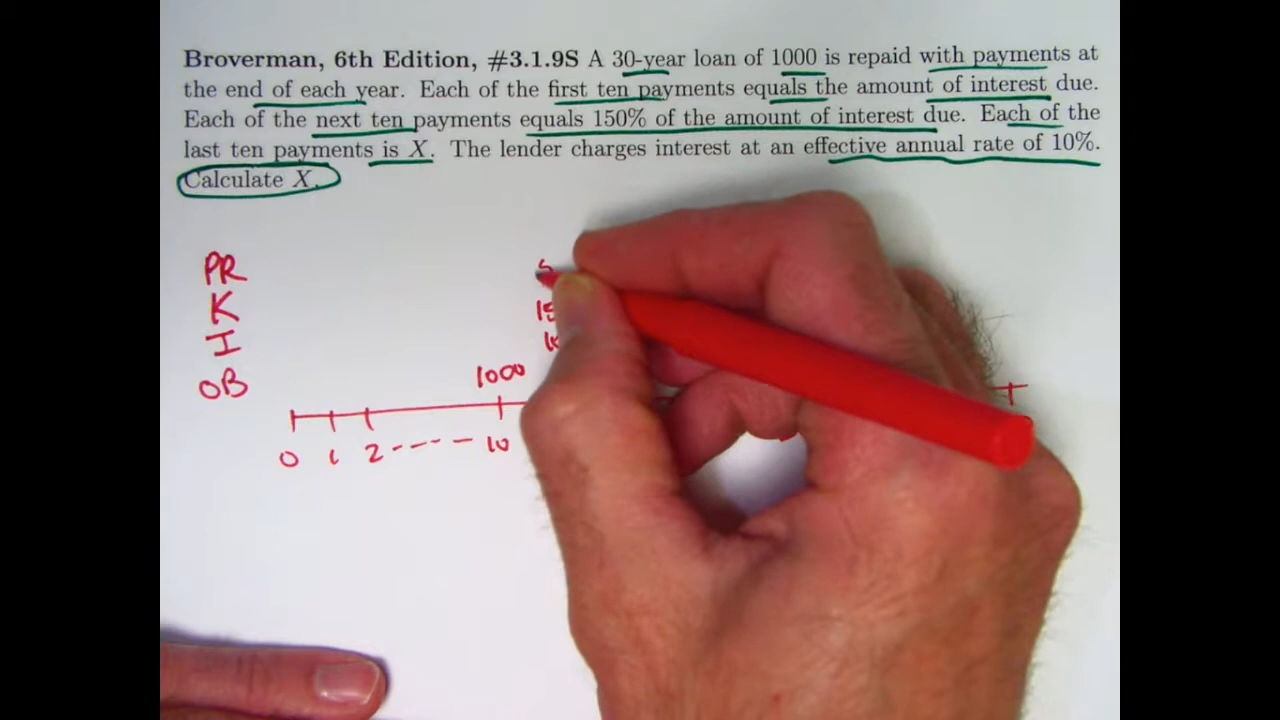 Broverman, 6th Edition, #3.1.9S A 30-year loan of 1000 is repaid with payments at
the end of each year. Each of the first ten payments equals the amount of interest due.
Each of the next ten payments equals 150% of the amount of interest due. Each of the
last ten payments is X. The lender charges interest at an effective annual rate of 10%.
Calculate X.
PR
K 15
I
OB
1000
0 1 2 ---- 10